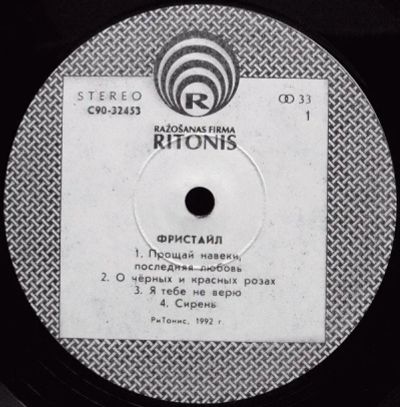 STEREO
С90-32453
R
RAŽOŠANAS FIRMA
RITONIS
33
1
ФРИСТАЙЛ
1. Прощай навеки,
последняя любовь
2. О чёрных и красных розах
3. Я тебе не верю
4. Сирень
РиТонис, 1992 г.